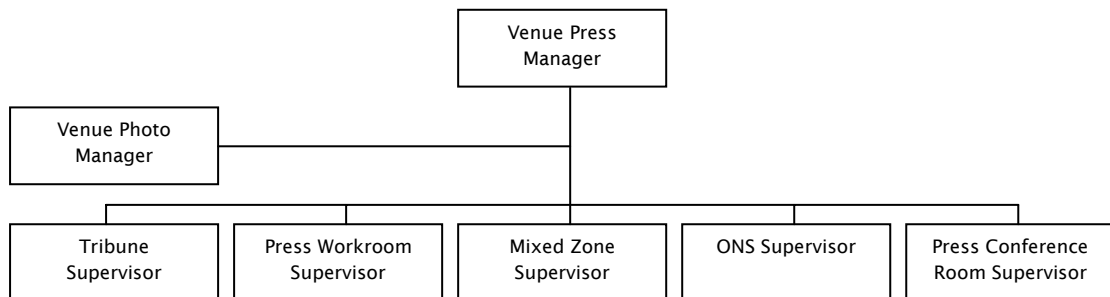 Venue Press
Manager
Venue Photo
Manager
Tribune
Supervisor
Press Workroom
Supervisor
Mixed Zone
Supervisor
ONS Supervisor
Press Conference
Room Supervisor